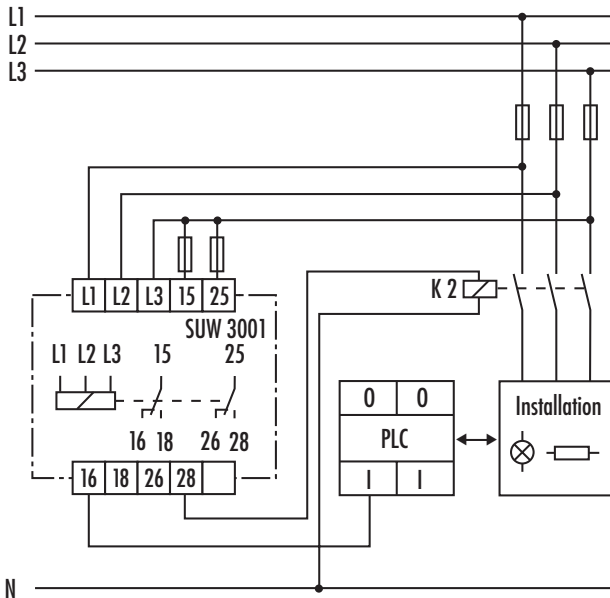 L1
L2
L3
K 2
L1 L2 L3 15 25
SUW 3001
L1 L2 L3 15 25
16 18 26 28
0 0
PLC
I I
Installation
16 18 26 28
N